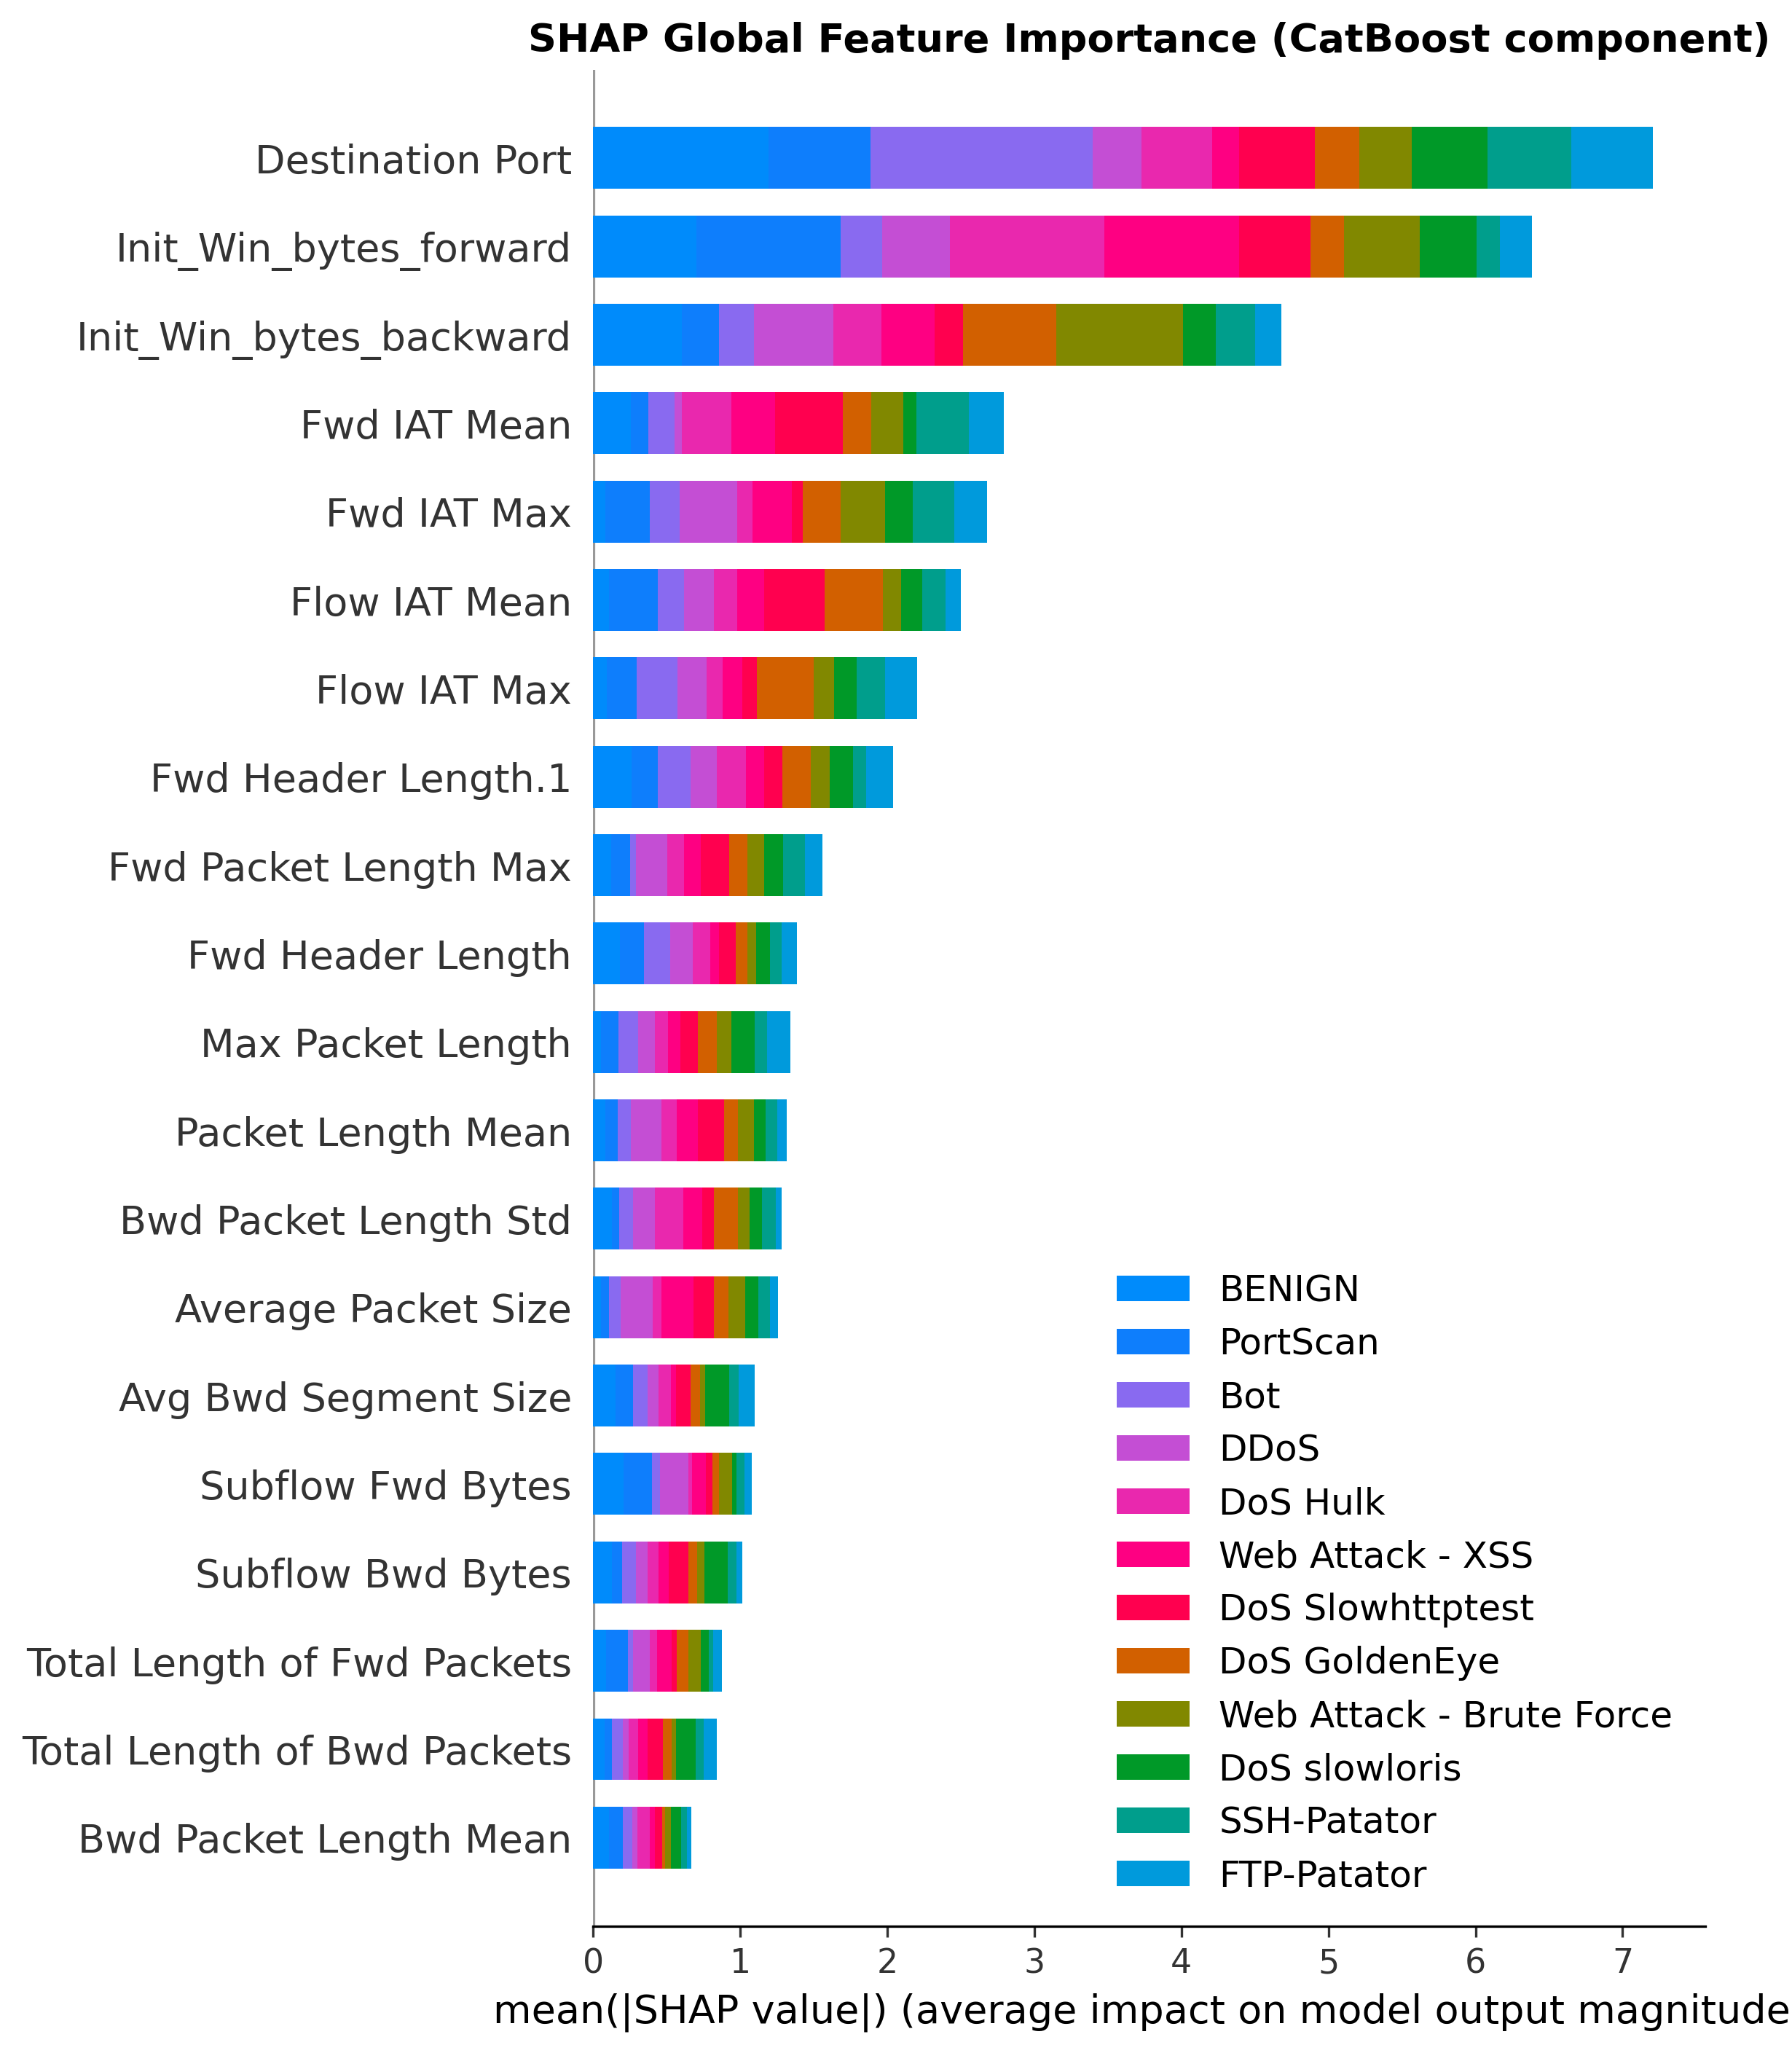 SHAP Global Feature Importance (CatBoost component)
Destination Port
Init_Win_bytes_forward
Init_Win_bytes_backward
Fwd IAT Mean
Fwd IAT Max
Flow IAT Mean
Flow IAT Max
Fwd Header Length.1
Fwd Packet Length Max
Fwd Header Length
Max Packet Length
Packet Length Mean
Bwd Packet Length Std
Average Packet Size
Avg Bwd Segment Size
Subflow Fwd Bytes
Subflow Bwd Bytes
Total Length of Fwd Packets
Total Length of Bwd Packets
Bwd Packet Length Mean
BENIGN
PortScan
Bot
DDoS
DoS Hulk
Web Attack - XSS
DoS Slowhttptest
DoS GoldenEye
Web Attack - Brute Force
DoS slowloris
SSH-Patator
FTP-Patator
0 1 2 3 4 5 6 7
mean(|SHAP value|) (average impact on model output magnitude